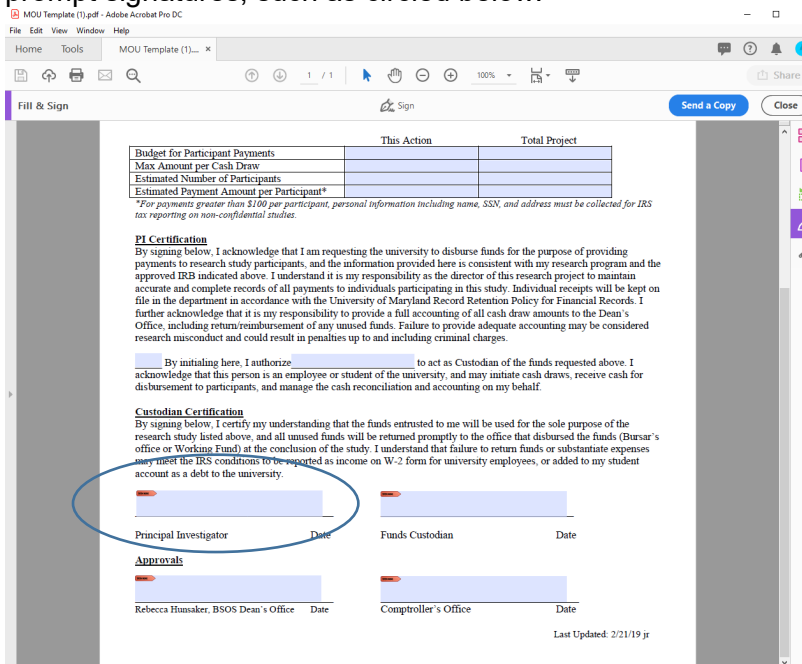 MOU Template (1).pdf - Adobe Acrobat Pro DC
File Edit View Window Help
Home Tools MOU Template (1).... ×
1 / 1 100% Share
Fill & Sign Sign Send a Copy Close
This Action Total Project
Budget for Participant Payments
Max Amount per Cash Draw
Estimated Number of Participants
Estimated Payment Amount per Participant*
*For payments greater than $100 per participant, personal information including name, SSN, and address must be collected for IRS
tax reporting on non-confidential studies.
PI Certification
By signing below, I acknowledge that I am requesting the university to disburse funds for the purpose of providing
payments to research study participants, and the information provided here is consistent with my research program and the
approved IRB indicated above. I understand it is my responsibility as the director of this research project to maintain
accurate and complete records of all payments to individuals participating in this study. Individual receipts will be kept on
file in the department in accordance with the University of Maryland Record Retention Policy for Financial Records. I
further acknowledge that it is my responsibility to provide a full accounting of all cash draw amounts to the Dean's
Office, including return/reimbursement of any unused funds. Failure to provide adequate accounting may be considered
research misconduct and could result in penalties up to and including criminal charges.
By initialing here, I authorize to act as Custodian of the funds requested above. I
acknowledge that this person is an employee or student of the university, and may initiate cash draws, receive cash for
disbursement to participants, and manage the cash reconciliation and accounting on my behalf.
Custodian Certification
By signing below, I certify my understanding that the funds entrusted to me will be used for the sole purpose of the
research study listed above, and all unused funds will be returned promptly to the office that disbursed the funds (Bursar's
office or Working Fund) at the conclusion of the study. I understand that failure to return funds or substantiate expenses
may meet the IRS conditions to be reported as income on W-2 form for university employees, or added to my student
account as a debt to the university.
Principal Investigator Date Funds Custodian Date
Approvals
Rebecca Hunsaker, BSOS Dean's Office Date Comptroller's Office Date
Last Updated: 2/21/19 jr